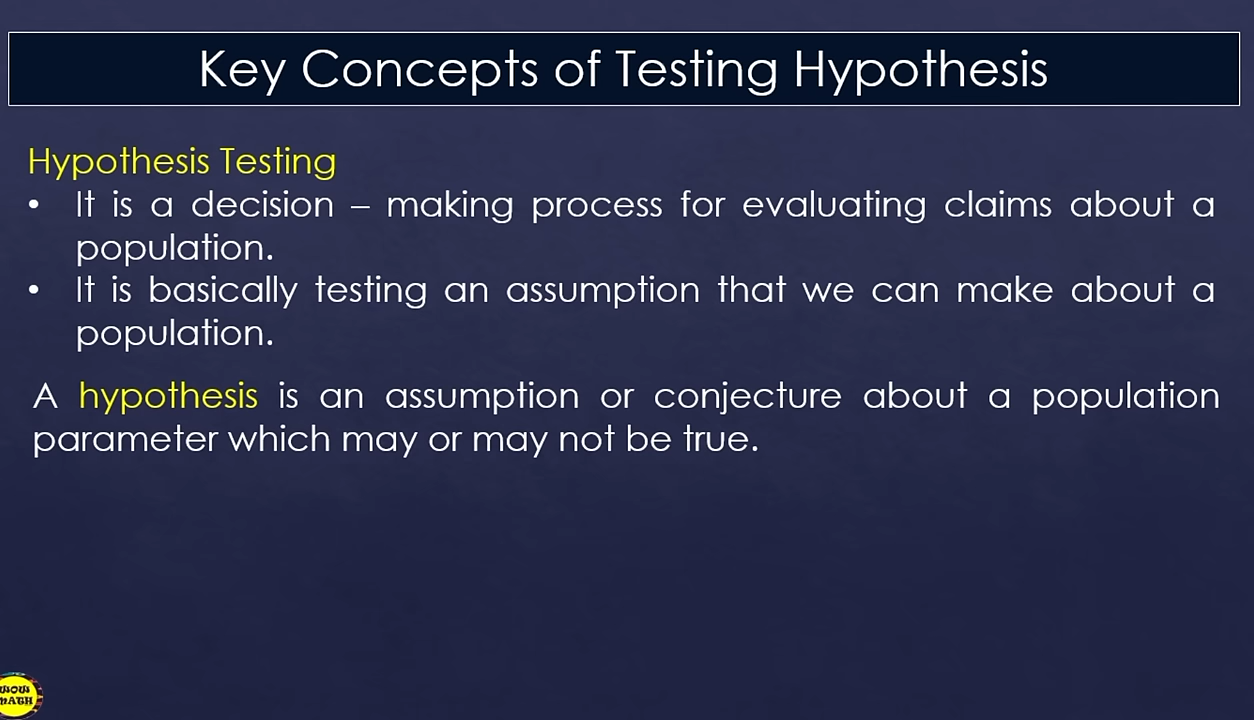 Key Concepts of Testing Hypothesis
Hypothesis Testing
• It is a decision – making process for evaluating claims about a
population.
• It is basically testing an assumption that we can make about a
population.
A hypothesis is an assumption or conjecture about a population
parameter which may or may not be true.
WOW
MATH